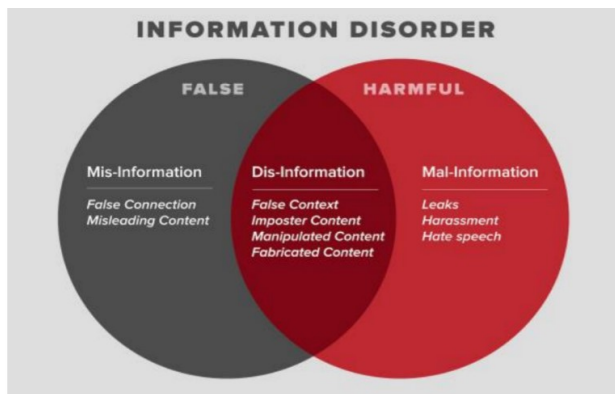 INFORMATION DISORDER
FALSE
HARMFUL
Mis-Information
False Connection
Misleading Content
Dis-Information
False Context
Imposter Content
Manipulated Content
Fabricated Content
Mal-Information
Leaks
Harassment
Hate speech